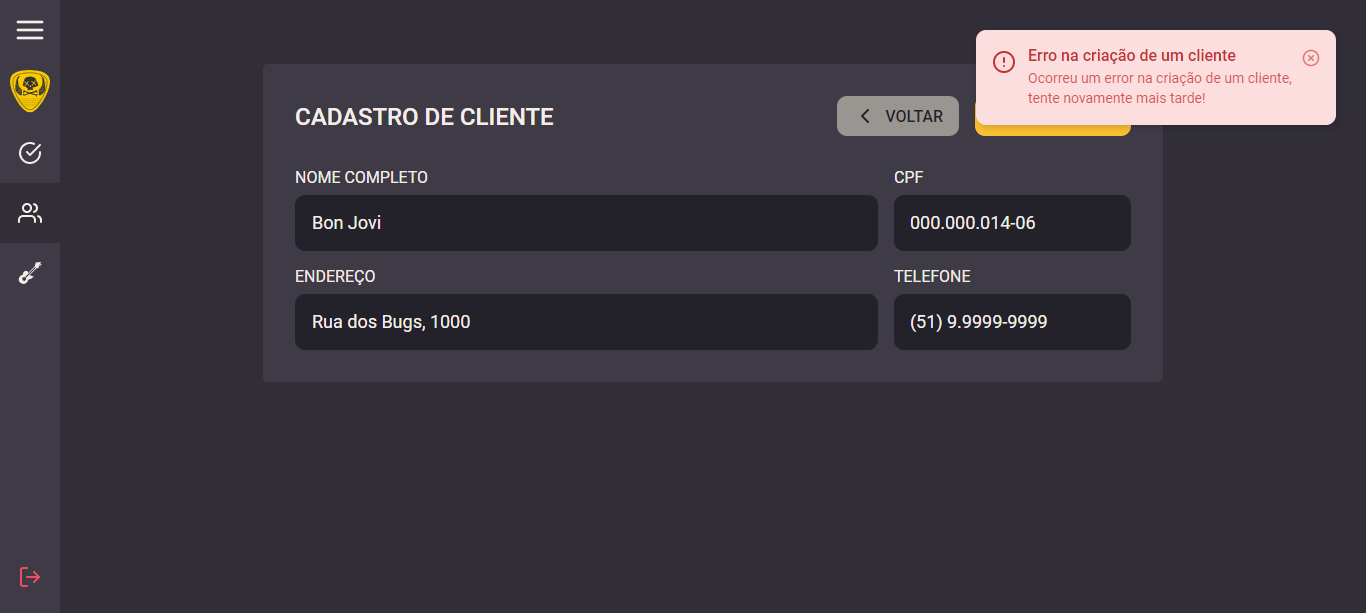 Erro na criação de um cliente
Ocorreu um error na criação de um cliente,
tente novamente mais tarde!
CADASTRO DE CLIENTE
VOLTAR
NOME COMPLETO
CPF
Bon Jovi
000.000.014-06
ENDEREÇO
TELEFONE
Rua dos Bugs, 1000
(51) 9.9999-9999